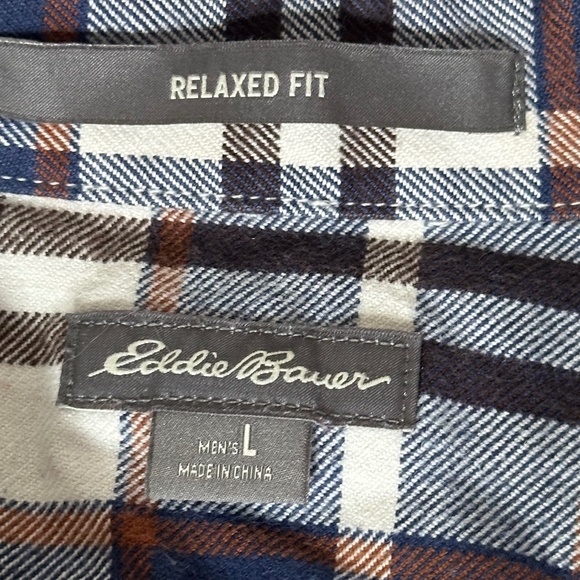 RELAXED FIT
Eddie Bauer
MEN'S L
MADE IN CHINA